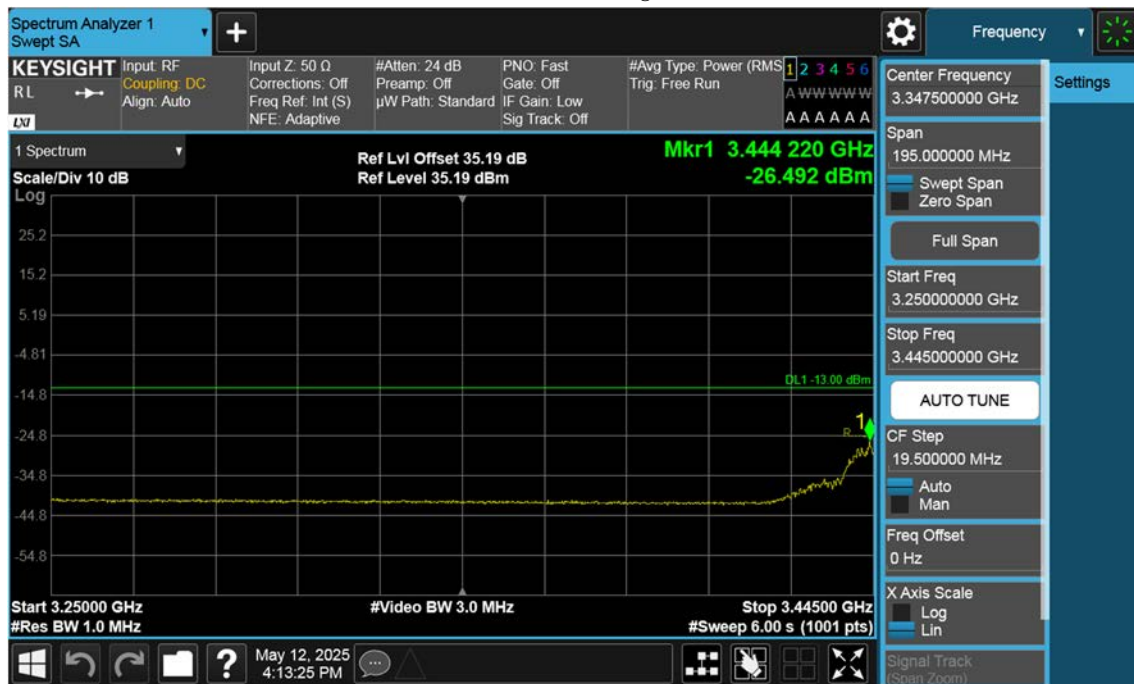 Spectrum Analyzer 1
Swept SA
+
Frequency
KEYSIGHT
RL
LXI
Input: RF
Coupling: DC
Align: Auto
Input Z: 50 Ω
Corrections: Off
Freq Ref: Int (S)
NFE: Adaptive
#Atten: 24 dB
Preamp: Off
µW Path: Standard
PNO: Fast
Gate: Off
IF Gain: Low
Sig Track: Off
#Avg Type: Power (RMS
Trig: Free Run
1 2 3 4 5 6
A W W W W W
A A A A A A
1 Spectrum
Scale/Div 10 dB
Log
Ref Lvl Offset 35.19 dB
Ref Level 35.19 dBm
Mkr1 3.444 220 GHz
-26.492 dBm
25.2
15.2
5.19
-4.81
-14.8
-24.8
-34.8
-44.8
-54.8
DL1 -13.00 dBm
1
R
Start 3.25000 GHz
#Res BW 1.0 MHz
#Video BW 3.0 MHz
Stop 3.44500 GHz
#Sweep 6.00 s (1001 pts)
Center Frequency
3.347500000 GHz
Span
195.000000 MHz
Swept Span
Zero Span
Full Span
Start Freq
3.250000000 GHz
Stop Freq
3.445000000 GHz
AUTO TUNE
CF Step
19.500000 MHz
Auto
Man
Freq Offset
0 Hz
X Axis Scale
Log
Lin
Signal Track
(Span Zoom)
Settings
?
May 12, 2025
4:13:25 PM